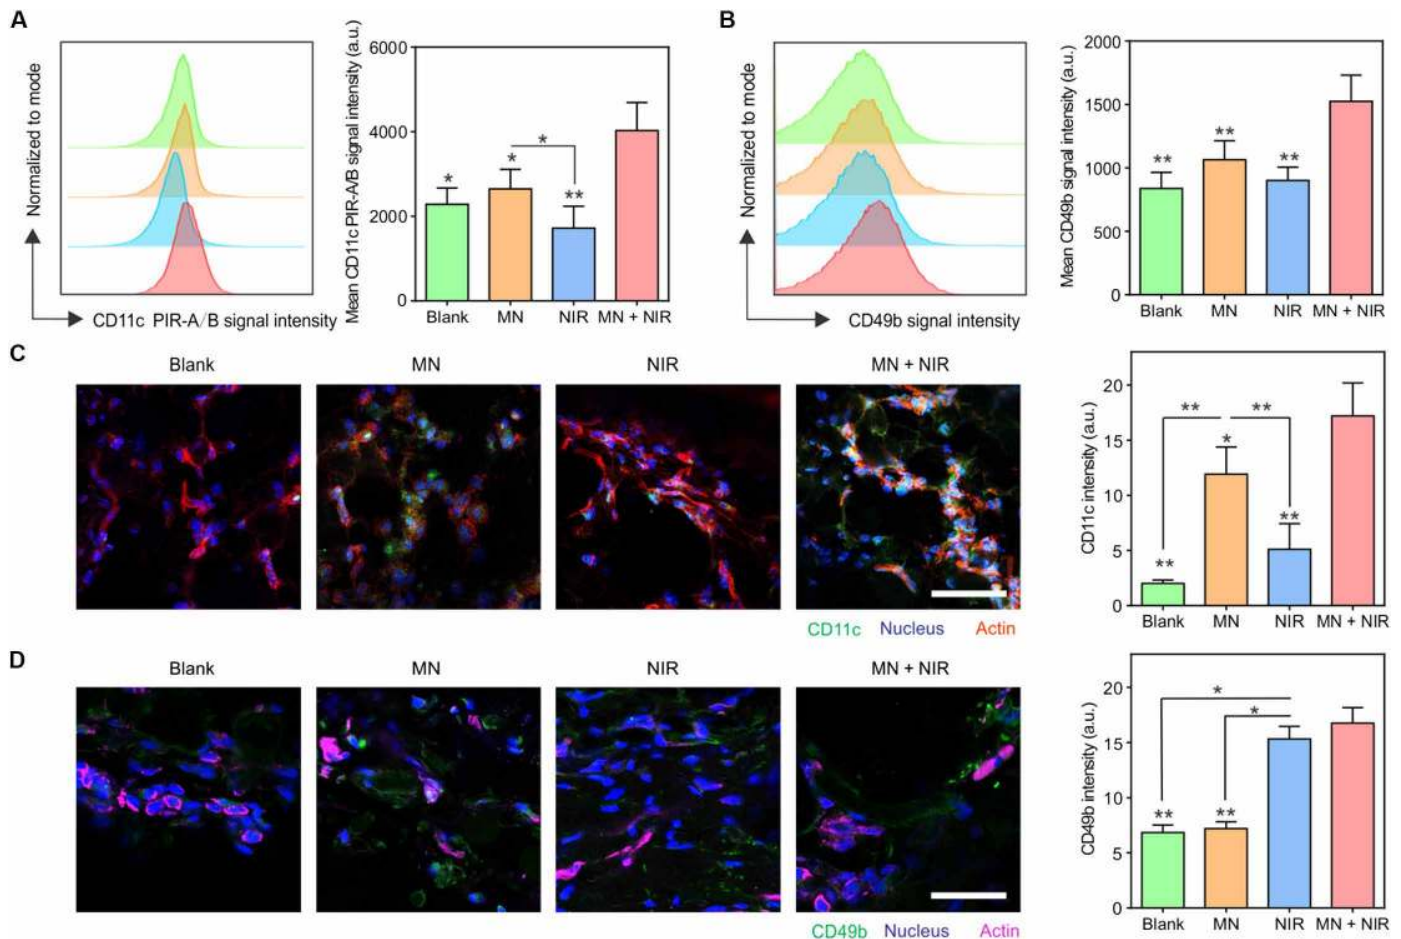 A
Normalized to mode
CD11c PIR-A/B signal intensity
Mean CD11c PIR-A/B signal intensity (a.u.)
6000
4000
2000
0
*
*
*
**
Blank MN NIR MN + NIR
B
Normalized to mode
CD49b signal intensity
Mean CD49b signal intensity (a.u.)
2000
1500
1000
500
0
**
**
**
Blank MN NIR MN + NIR
C
Blank MN NIR MN + NIR
CD11c Nucleus Actin
CD11c intensity (a.u.)
20
15
10
5
0
** **
*
**
**
Blank MN NIR MN + NIR
D
Blank MN NIR MN + NIR
CD49b Nucleus Actin
CD49b intensity (a.u.)
20
15
10
5
0
*
*
** **
Blank MN NIR MN + NIR